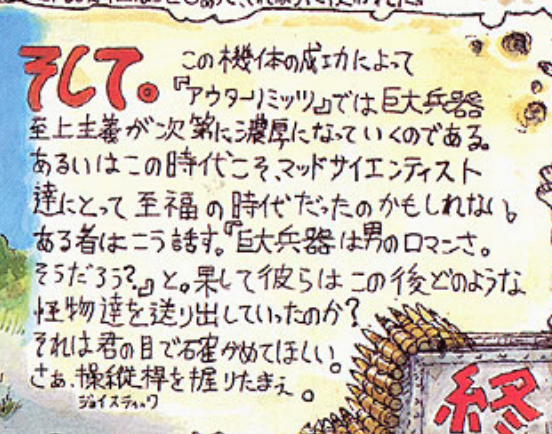 そして。この機体の成功によって
『アウターリミッツ』では巨大兵器
至上主義が次第に濃厚になっていくのである。
あるいはこの時代こそ、マッドサイエンティスト
達にとって至福の時代だったのかもしれない。
ある者はこう話す。『巨大兵器は男のロマンさ。
そうだろう?』と。果して彼らはこの後どのような
怪物達を送り出していったのか?
それは君の目で確かめてほしい。
さぁ、操縦桿を握りたまえ。
ジョイスティック
終